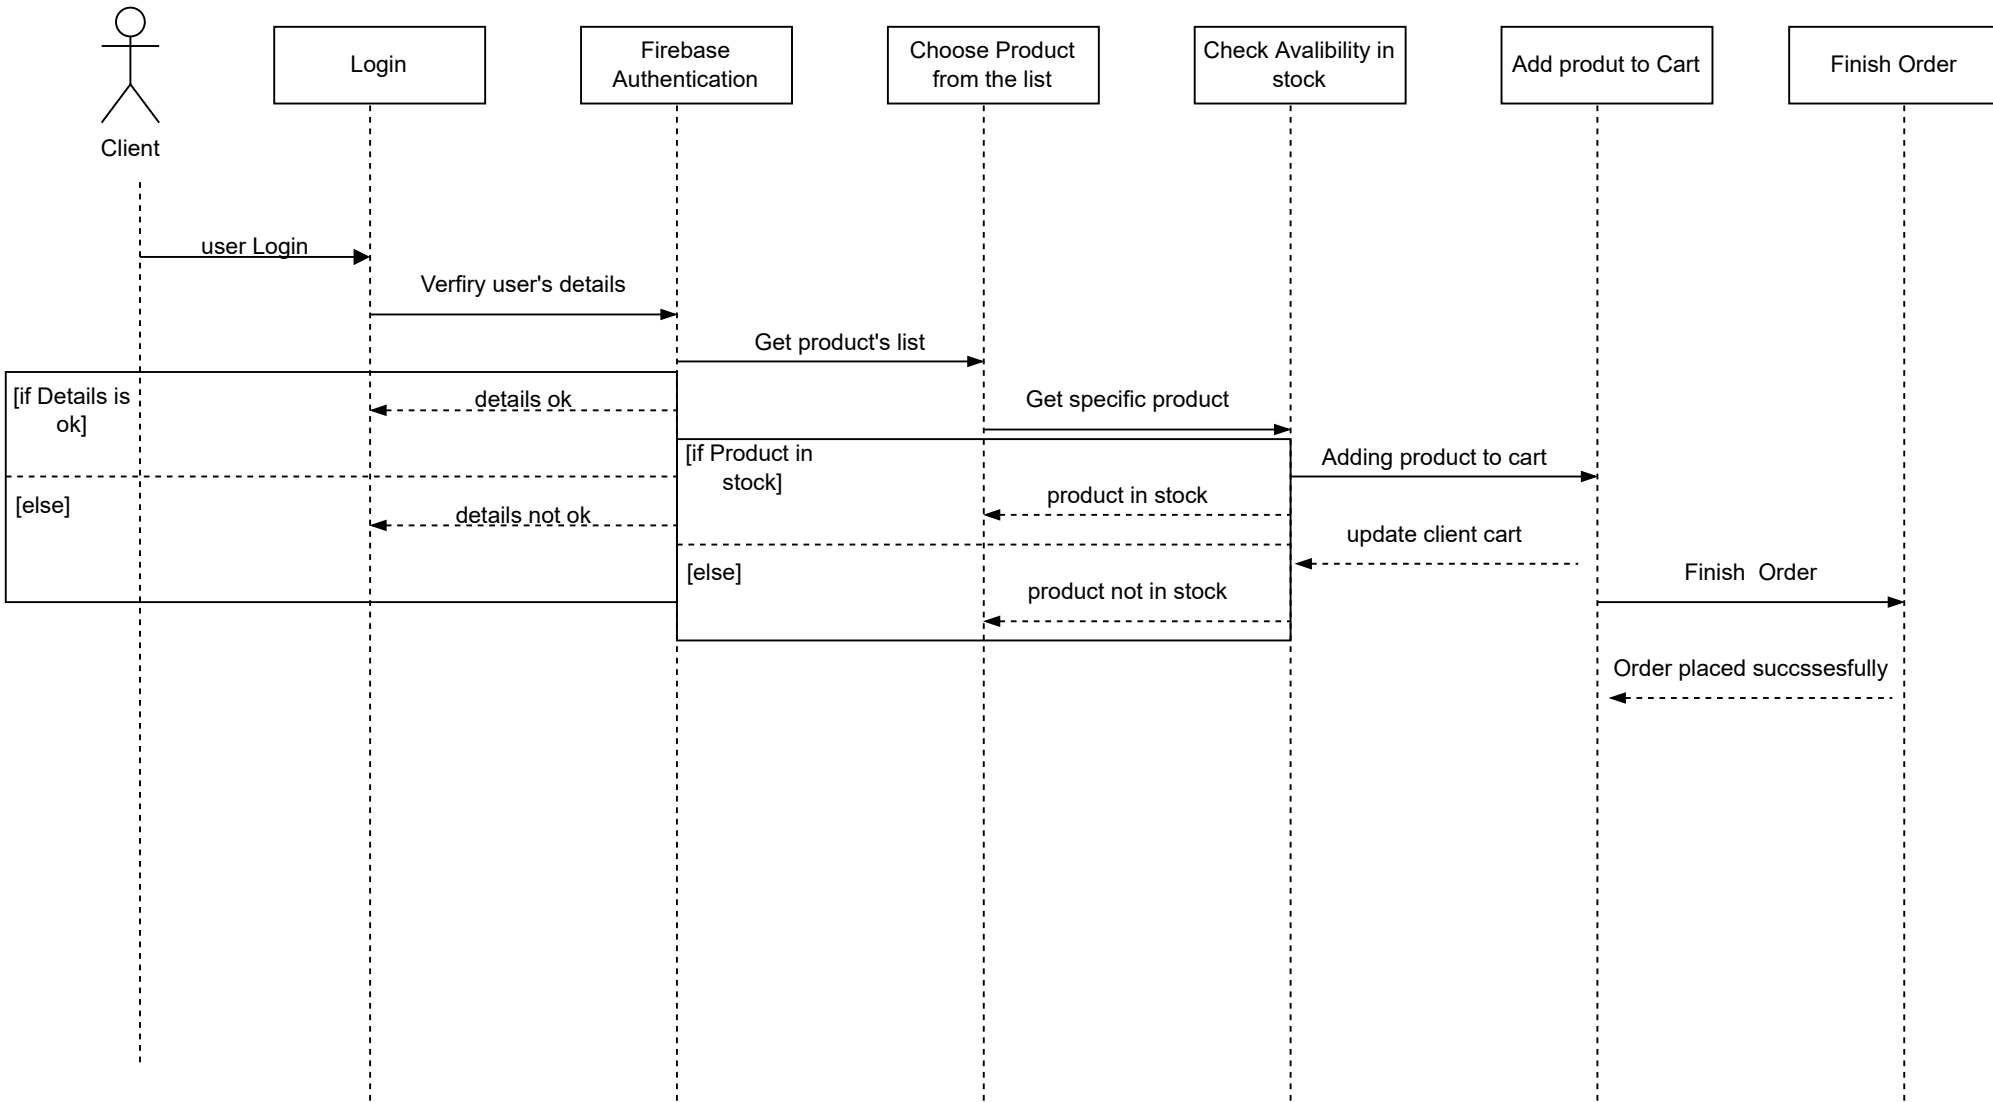 Login
Firebase
Authentication
Choose Product
from the list
Check Avalibility in
stock
Add produt to Cart
Finish Order
Client
user Login
Verfiry user's details
Get product's list
[if Details is
ok]
details ok
Get specific product
[if Product in
stock]
Adding product to cart
[else]
details not ok
product in stock
update client cart
[else]
product not in stock
Finish  Order
Order placed succssesfully